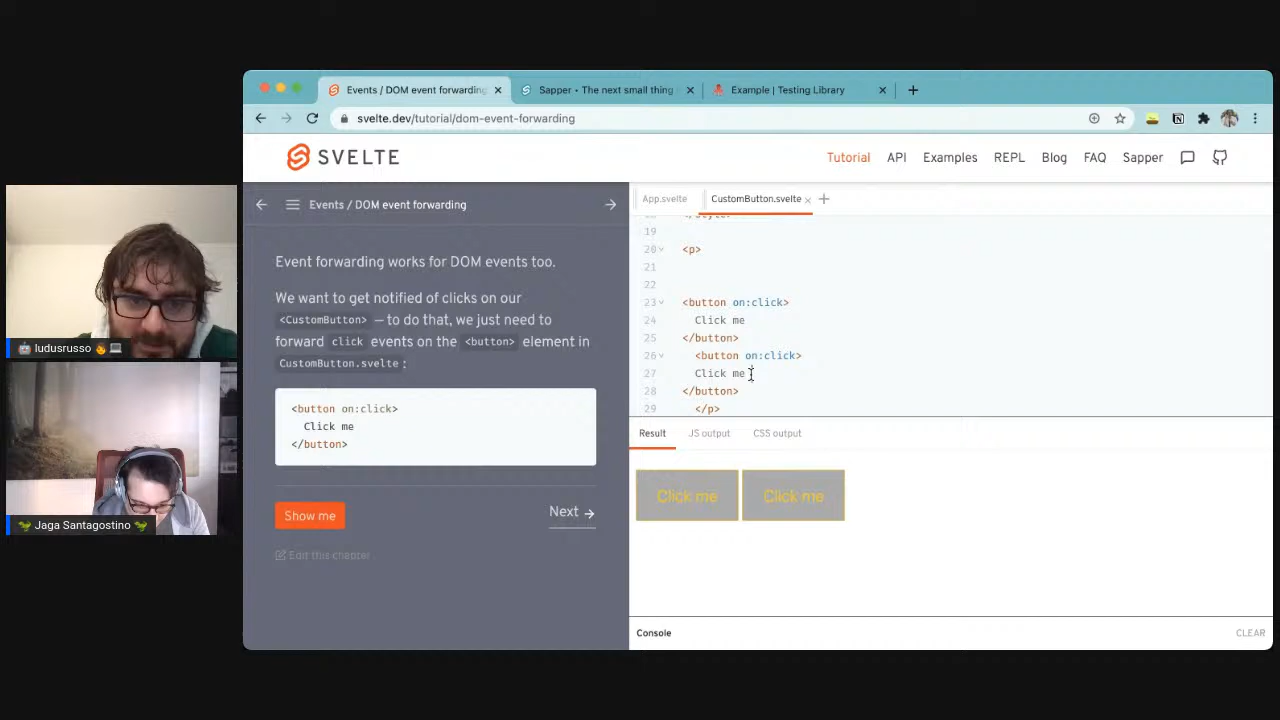 Events / DOM event forwarding
Sapper • The next small thing
Example | Testing Library
svelte.dev/tutorial/dom-event-forwarding
SVELTE
Tutorial
API
Examples
REPL
Blog
FAQ
Sapper
Events / DOM event forwarding
App.svelte
CustomButton.svelte
Event forwarding works for DOM events too.
We want to get notified of clicks on our
<CustomButton> — to do that, we just need to
forward click events on the <button> element in
CustomButton.svelte :
<button on:click>
Click me
</button>
Show me
Next
Edit this chapter
19
20 <p>
21
22
23 <button on:click>
24 Click me
25 </button>
26 <button on:click>
27 Click me
28 </button>
29 </p>
Result
JS output
CSS output
Click me
Click me
Console
CLEAR
ludusrusso
Jaga Santagostino